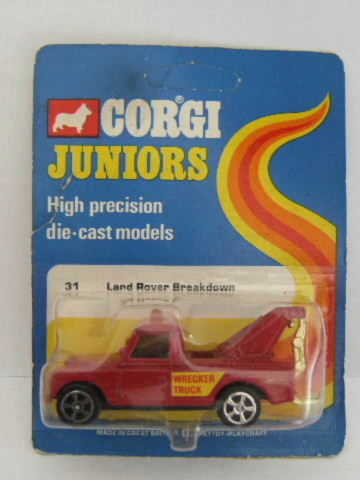 CORGI®
JUNIORS
High precision
die-cast models
31 Land Rover Breakdown
WRECKER
TRUCK
MADE IN GREAT BRITAIN METTOY-PLAYCRAFT